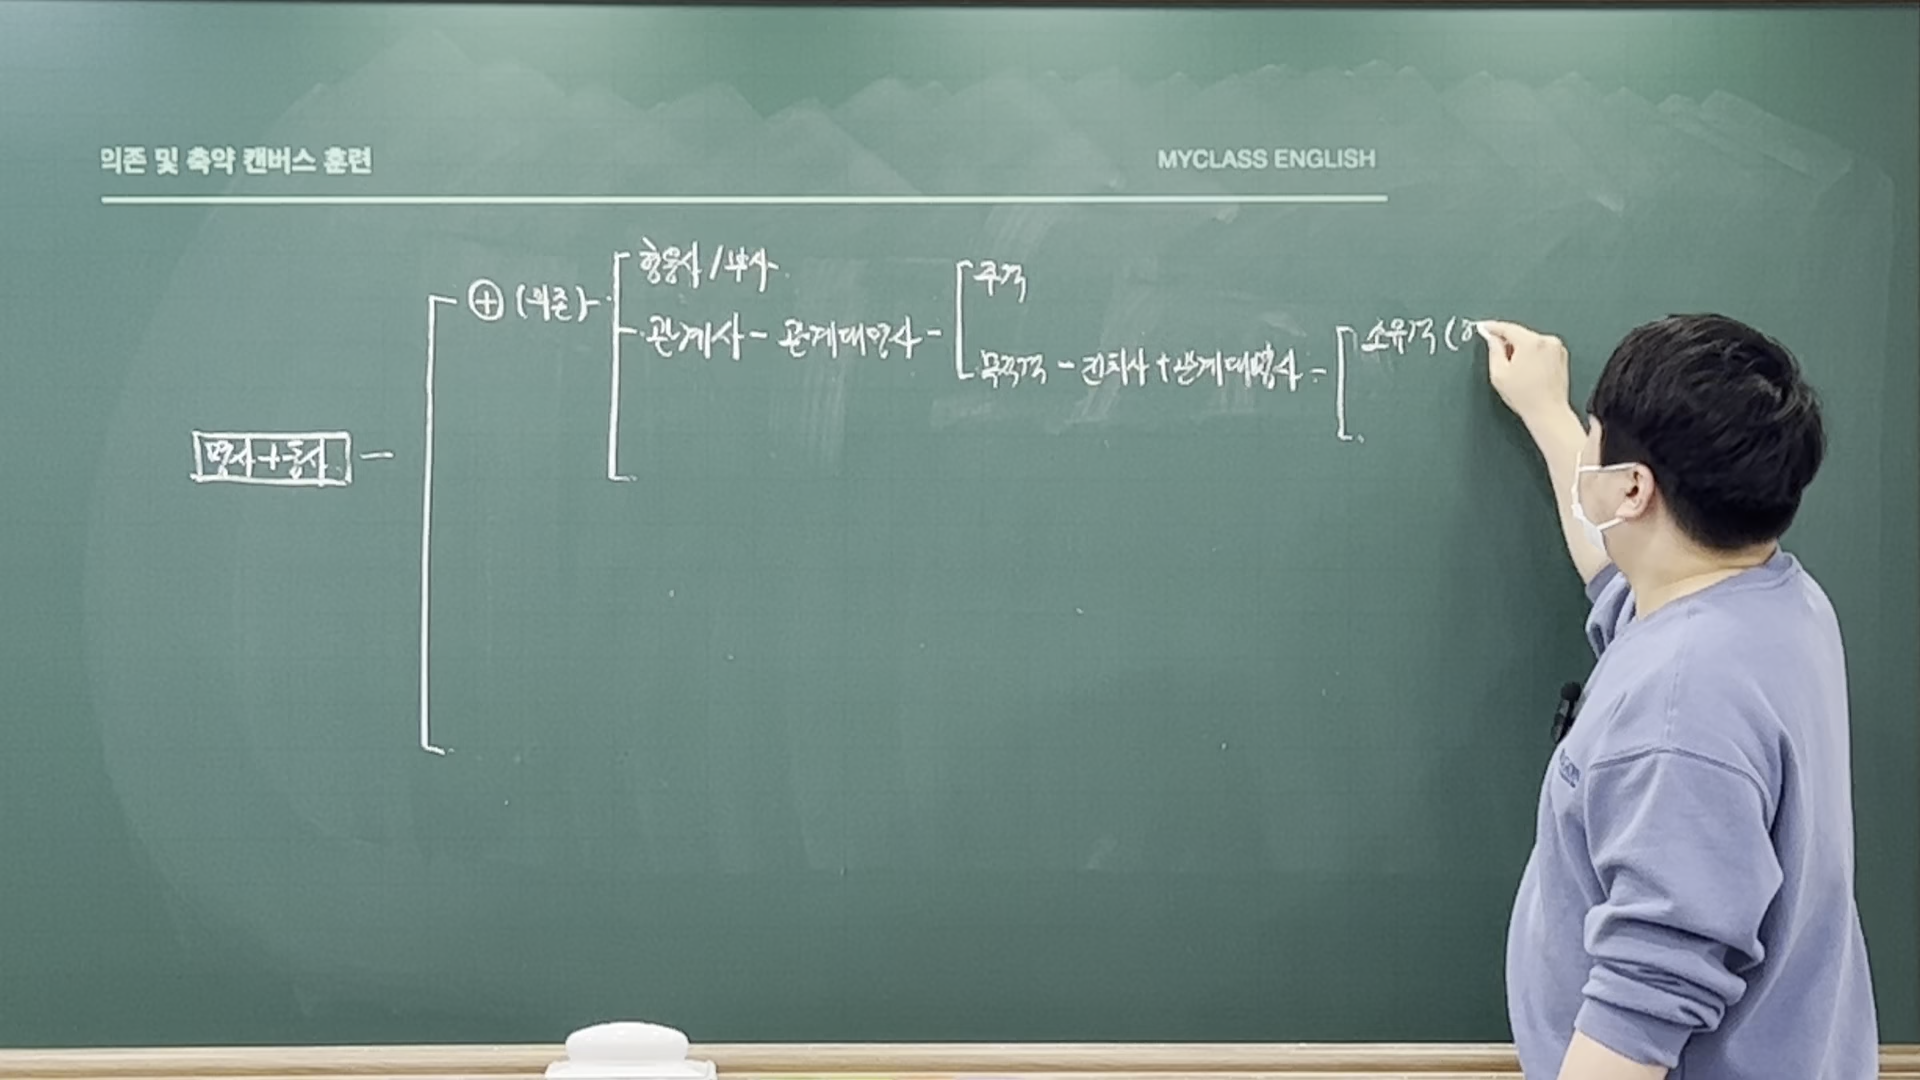 의존 및 축약 캔버스 훈련
MYCLASS ENGLISH
형용사 / 부사
⊕ (의존)
주격
관계사 - 관계대명사 -
소유격 (형
목적격 - 전치사 + 관계대명사 -
명사 + 동사 -